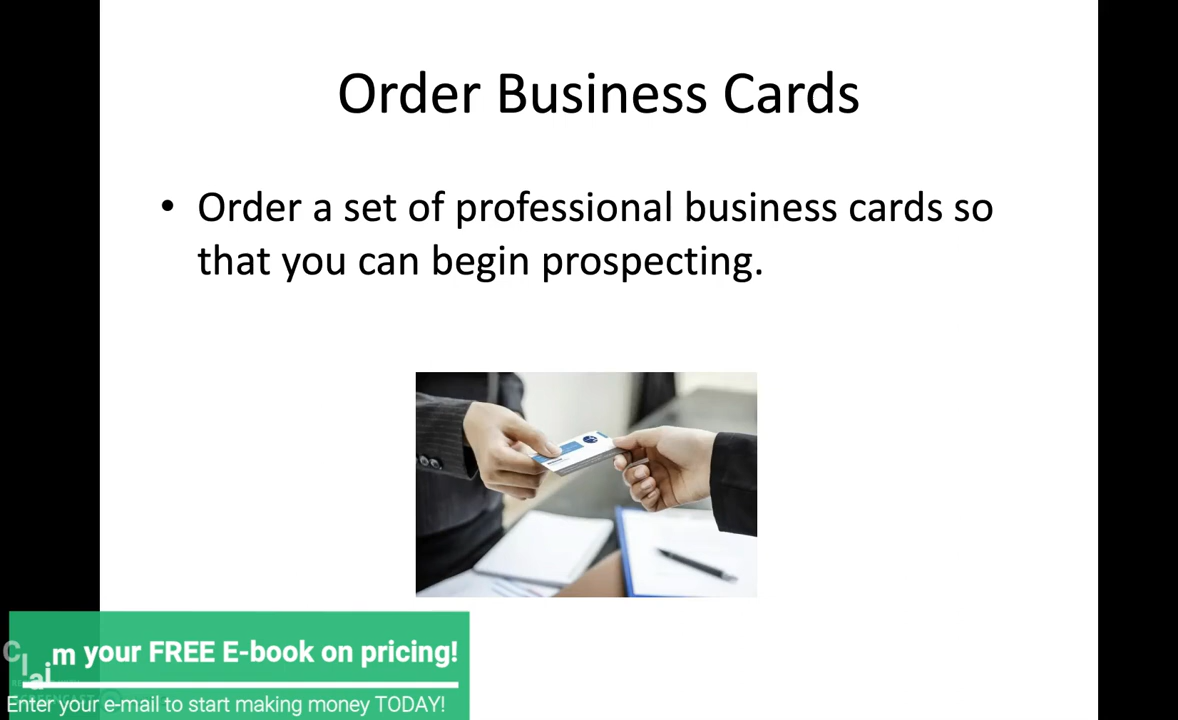 Order Business Cards
• Order a set of professional business cards so
that you can begin prospecting.
Claim your FREE E-book on pricing!
Enter your e-mail to start making money TODAY!